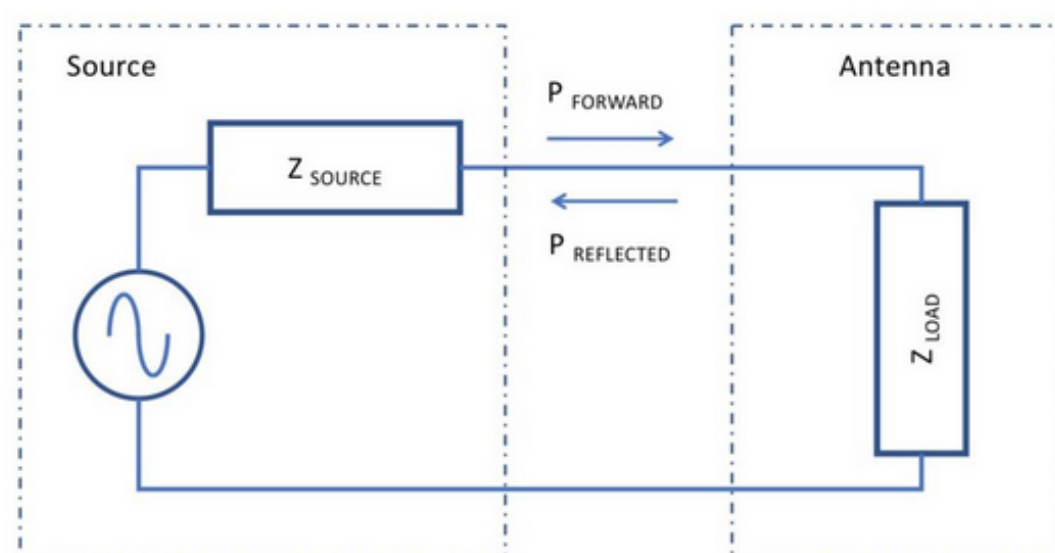 Source
Antenna
P FORWARD
Z SOURCE
P REFLECTED
Z LOAD